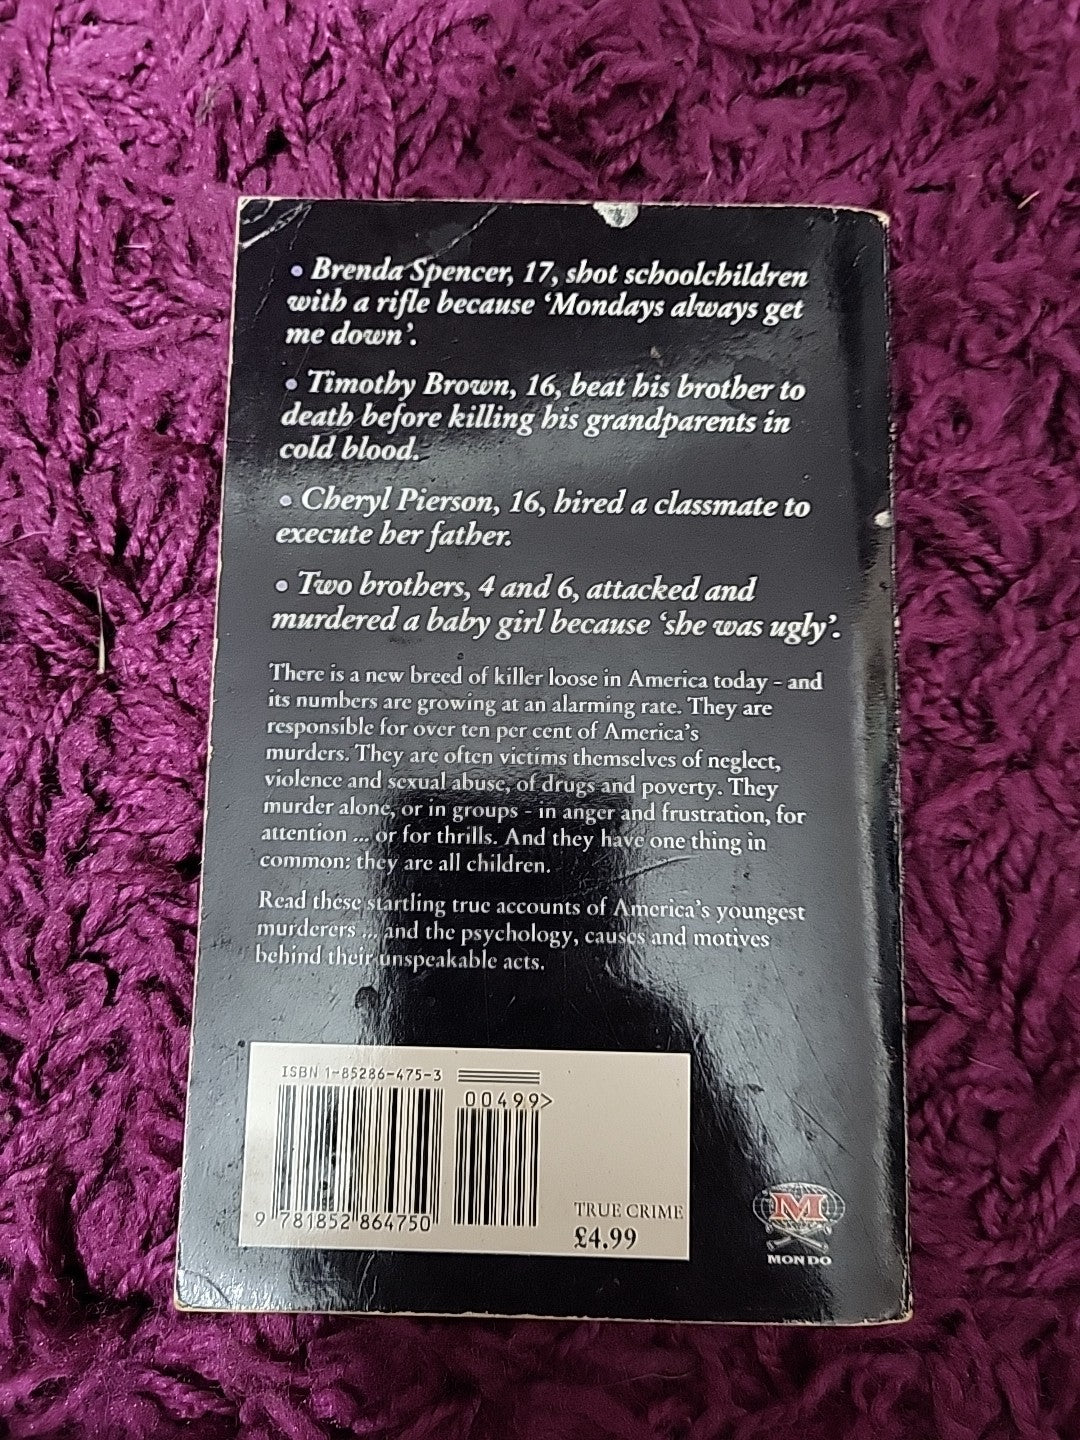 • Brenda Spencer, 17, shot schoolchildren
with a rifle because ‘Mondays always get
me down’.
• Timothy Brown, 16, beat his brother to
death before killing his grandparents in
cold blood.
• Cheryl Pierson, 16, hired a classmate to
execute her father.
• Two brothers, 4 and 6, attacked and
murdered a baby girl because ‘she was ugly’.
There is a new breed of killer loose in America today - and
its numbers are growing at an alarming rate. They are
responsible for over ten per cent of America’s
murders. They are often victims themselves of neglect,
violence and sexual abuse, of drugs and poverty. They
murder alone, or in groups - in anger and frustration, for
attention ... or for thrills. And they have one thing in
common: they are all children.
Read these startling true accounts of America’s youngest
murderers ... and the psychology, causes and motives
behind their unspeakable acts.
ISBN 1-85286-475-3
00499>
9 781852 864750
TRUE CRIME
£4.99
M
MONDO